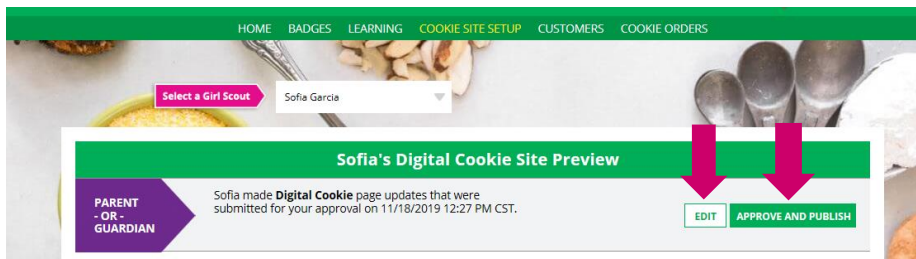 HOME BADGES LEARNING COOKIE SITE SETUP CUSTOMERS COOKIE ORDERS
Select a Girl Scout Sofia Garcia
Sofia's Digital Cookie Site Preview
PARENT
- OR -
GUARDIAN
Sofia made Digital Cookie page updates that were
submitted for your approval on 11/18/2019 12:27 PM CST.
EDIT APPROVE AND PUBLISH